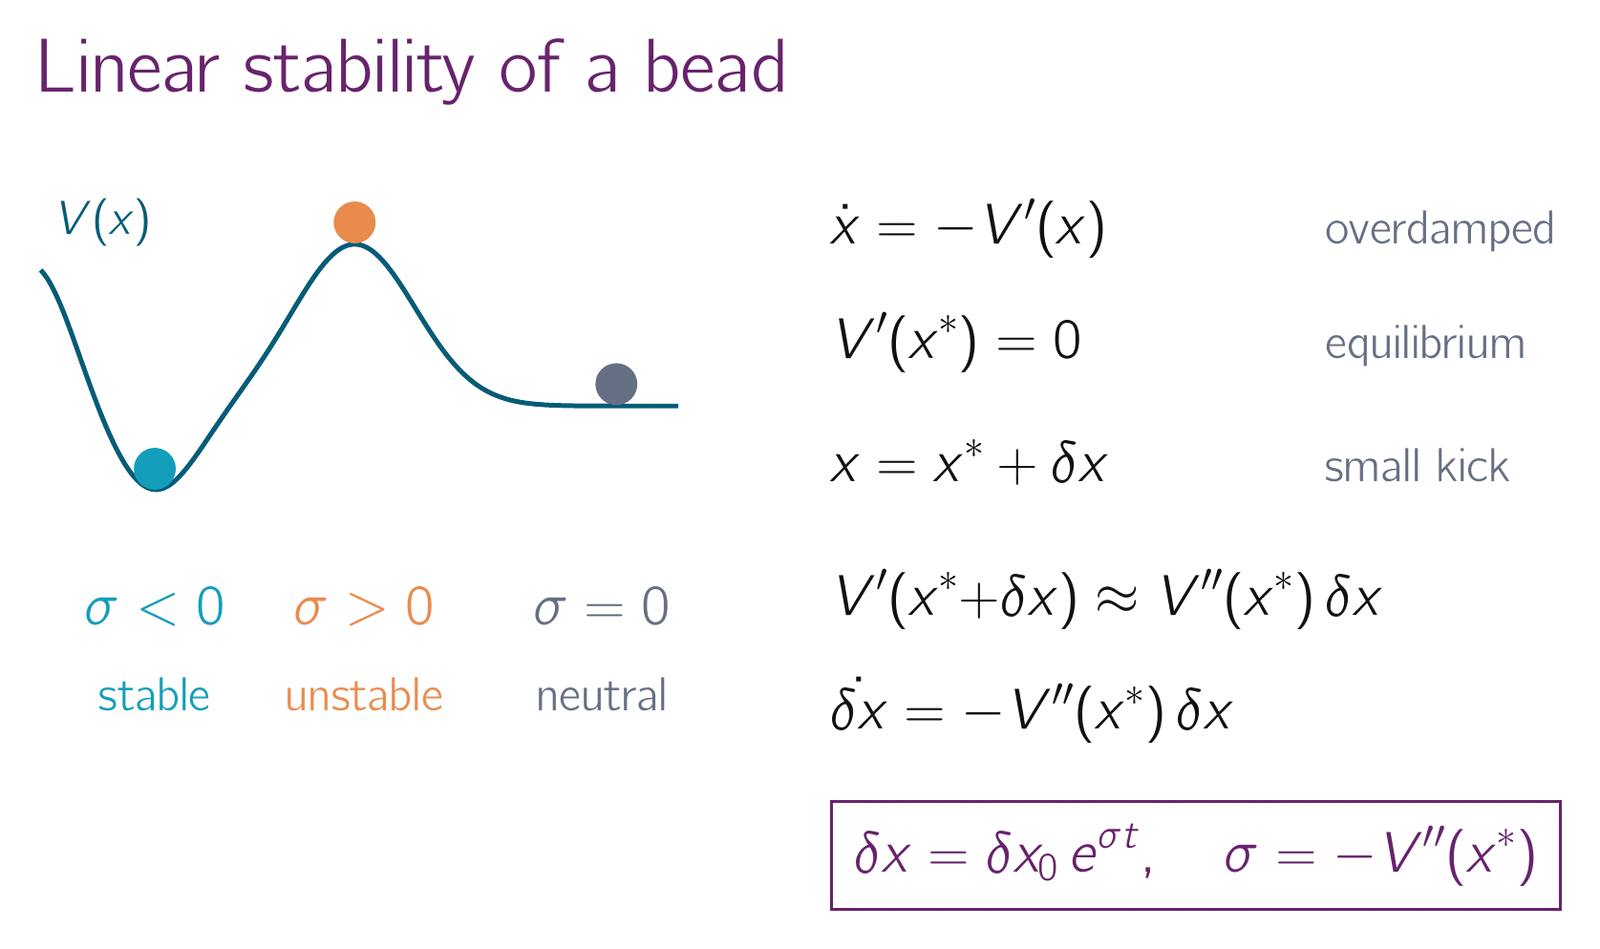 Linear stability of a bead
V(x)
σ < 0 σ > 0 σ = 0
stable unstable neutral
ẋ = −V′(x) overdamped
V′(x*) = 0 equilibrium
x = x* + δx small kick
V′(x*+δx) ≈ V″(x*) δx
δẋ = −V″(x*) δx
δx = δx₀ e^{σt}, σ = −V″(x*)